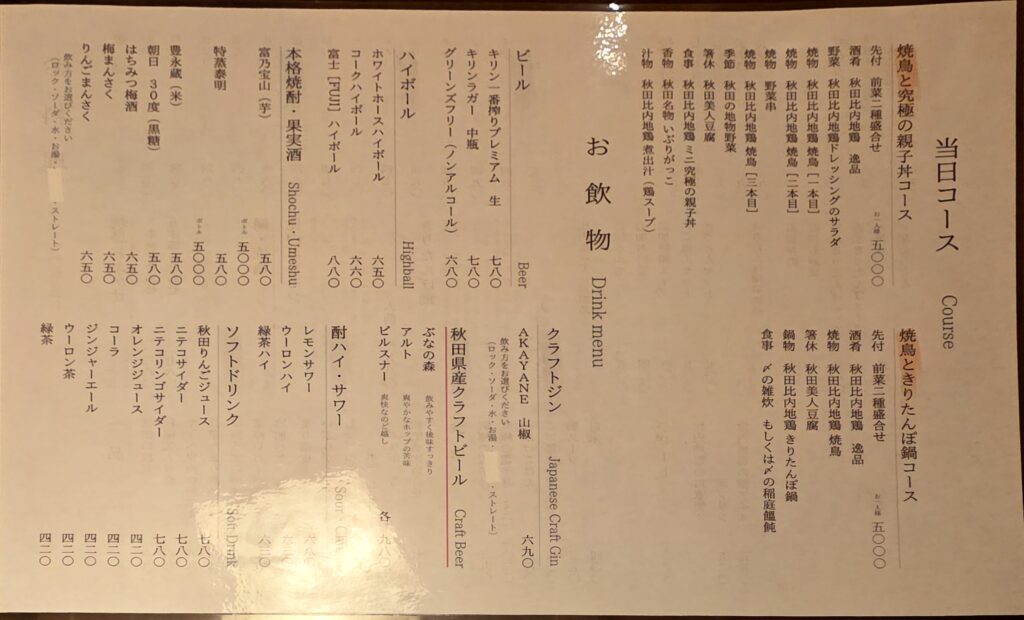 当日コース Course
焼鳥と究極の親子丼コース
お一人様 五〇〇〇
先付 前菜二種盛合せ
酒肴 秋田比内地鶏 逸品
野菜 秋田比内地鶏ドレッシングのサラダ
焼物 秋田比内地鶏 焼鳥 [一本目]
焼物 秋田比内地鶏 焼鳥 [二本目]
焼物 野菜串
焼物 秋田比内地鶏 焼鳥 [三本目]
季節 秋田の地物野菜
箸休 秋田美人豆腐
食事 秋田比内地鶏 ミニ究極の親子丼
香物 秋田名物 いぶりがっこ
汁物 秋田比内地鶏 煮出汁 (鶏スープ)
焼鳥ときりたんぽ鍋コース
お一人様 五〇〇〇
先付 前菜二種盛合せ
酒肴 秋田比内地鶏 逸品
焼物 秋田比内地鶏 焼鳥
箸休 秋田美人豆腐
鍋物 秋田比内地鶏 きりたんぽ鍋
食事 〆の雑炊 もしくは〆の稲庭饂飩
お飲物 Drink menu
ビール Beer
キリン一番搾りプレミアム 生 七八〇
キリンラガー 中瓶 七八〇
グリーンズフリー (ノンアルコール) 六八〇
ハイボール Highball
ホワイトホースハイボール 六五〇
コークハイボール 六六〇
富士 [FUJI] ハイボール 八八〇
本格焼酎・果実酒 Shochu・Umeshu
富乃宝山 (芋) 五八〇
ボトル 五〇〇〇
特蒸泰明 五八〇
ボトル 五〇〇〇
豊永蔵 (米) 五八〇
朝日 30度 (黒糖) 五八〇
はちみつ梅酒 六五〇
梅まんさく 六五〇
りんごまんさく 六五〇
飲み方をお選びください
(ロック・ソーダ・水・お湯・ ・ストレート)
クラフトジン Japanese Craft Gin
AKAYANE 山椒 六九〇
飲み方をお選びください
(ロック・ソーダ・水・お湯・ ・ストレート)
秋田県産クラフトビール Craft Beer
ぶなの森 飲みやすく後味すっきり
アルト 爽やかなホップの苦味
ピルスナー 爽快なのど越し
各 九八〇
酎ハイ・サワー Sour
レモンサワー
ウーロンハイ
緑茶ハイ
ソフトドリンク Soft Drink
秋田りんごジュース 七八〇
ニテコサイダー 七八〇
ニテコリンゴサイダー 七八〇
オレンジジュース 四二〇
コーラ 四二〇
ジンジャーエール 四二〇
ウーロン茶 四二〇
緑茶 四二〇